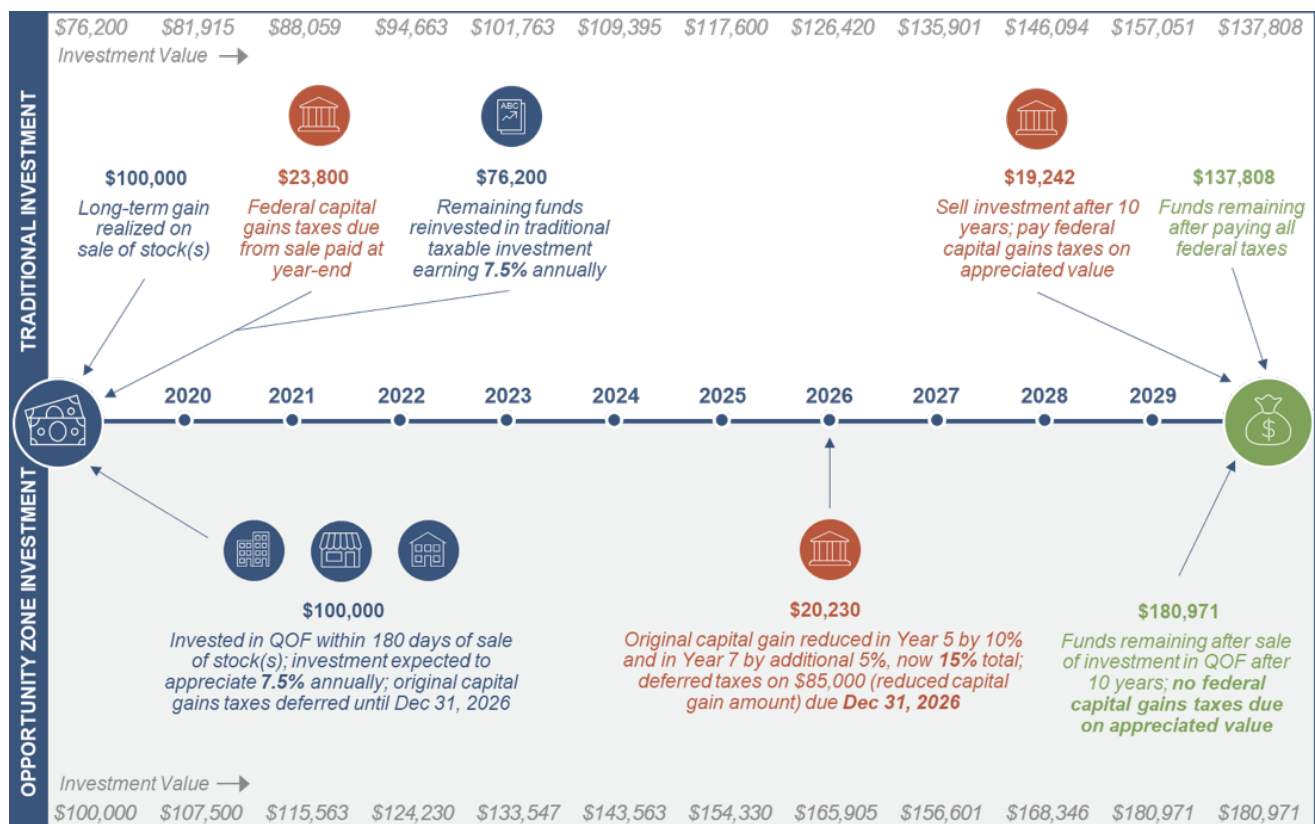 $76,200 $81,915 $88,059 $94,663 $101,763 $109,395 $117,600 $126,420 $135,901 $146,094 $157,051 $137,808
Investment Value
TRADITIONAL INVESTMENT
ABC
$100,000
Long-term gain
realized on
sale of stock(s)
$23,800
Federal capital
gains taxes due
from sale paid at
year-end
$76,200
Remaining funds
reinvested in traditional
taxable investment
earning 7.5% annually
$19,242
Sell investment after 10
years; pay federal
capital gains taxes on
appreciated value
$137,808
Funds remaining
after paying all
federal taxes
2020 2021 2022 2023 2024 2025 2026 2027 2028 2029
$
OPPORTUNITY ZONE INVESTMENT
$100,000
Invested in QOF within 180 days of sale
of stock(s); investment expected to
appreciate 7.5% annually; original capital
gains taxes deferred until Dec 31, 2026
$20,230
Original capital gain reduced in Year 5 by 10%
and in Year 7 by additional 5%, now 15% total;
deferred taxes on $85,000 (reduced capital
gain amount) due Dec 31, 2026
$180,971
Funds remaining after sale
of investment in QOF after
10 years; no federal
capital gains taxes due
on appreciated value
Investment Value
$100,000 $107,500 $115,563 $124,230 $133,547 $143,563 $154,330 $165,905 $156,601 $168,346 $180,971 $180,971